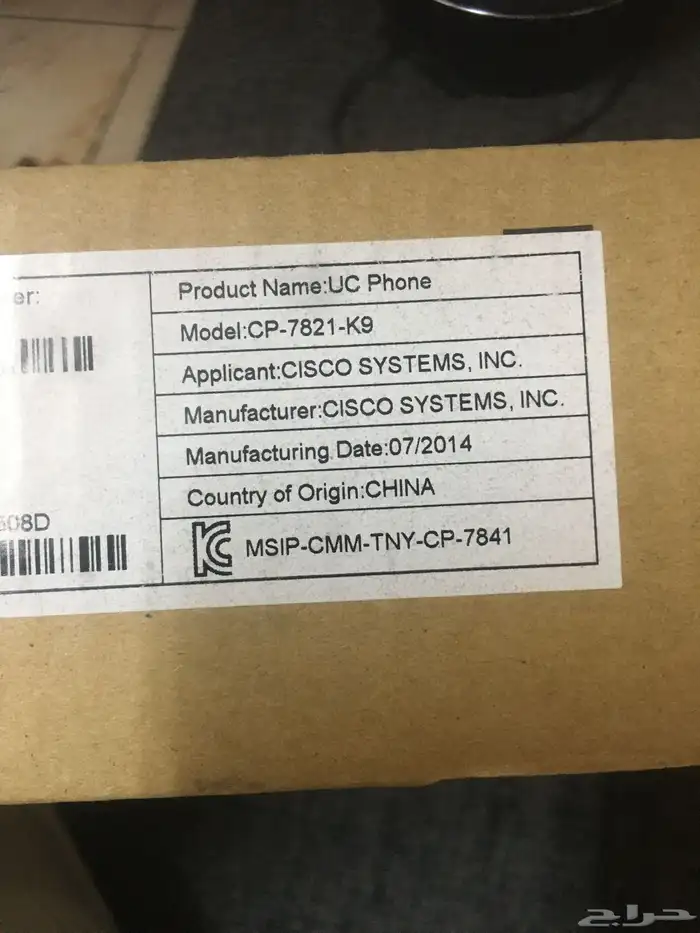 er:
Product Name:UC Phone
Model:CP-7821-K9
Applicant:CISCO SYSTEMS, INC.
Manufacturer:CISCO SYSTEMS, INC.
Manufacturing Date:07/2014
Country of Origin:CHINA
508D
MSIP-CMM-TNY-CP-7841
حراج